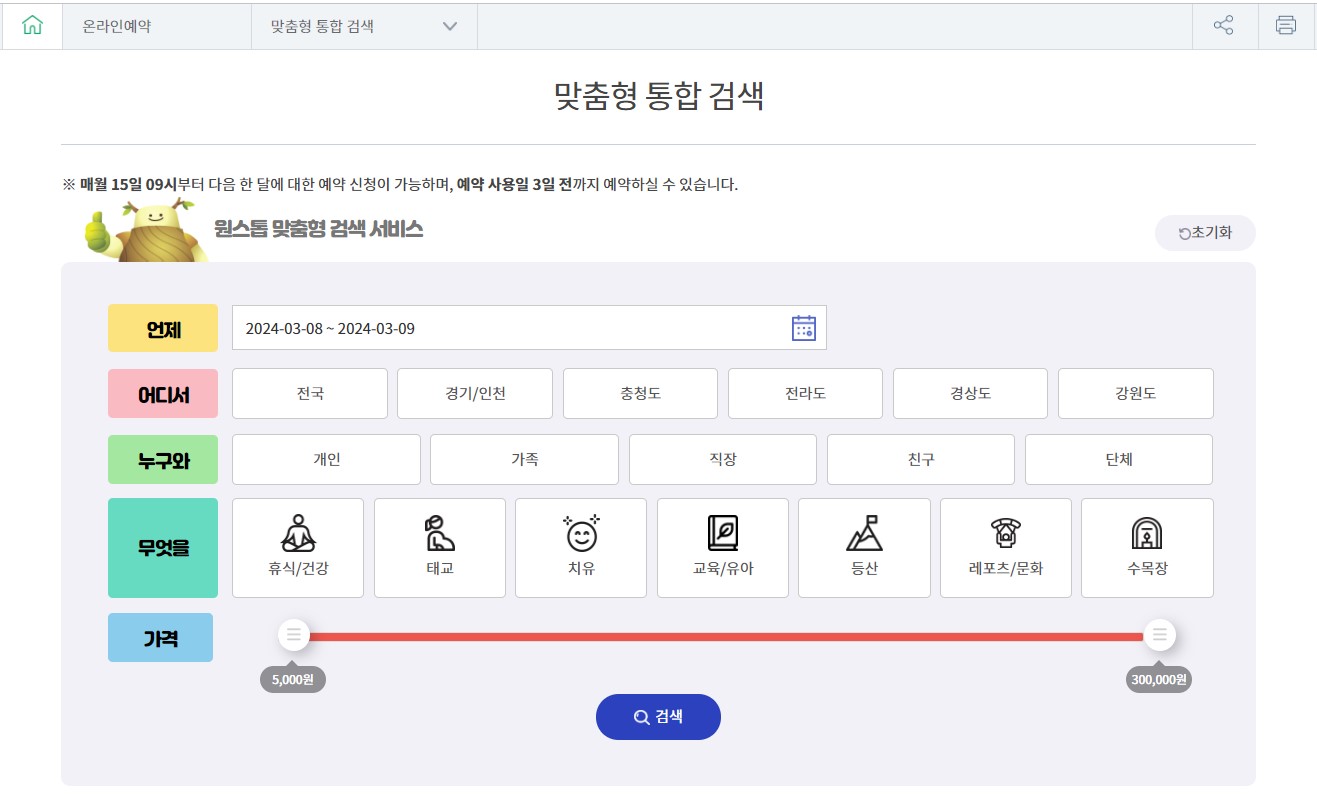 온라인예약 맞춤형 통합 검색
맞춤형 통합 검색
※ 매월 15일 09시부터 다음 한 달에 대한 예약 신청이 가능하며, 예약 사용일 3일 전까지 예약하실 수 있습니다.
원스톱 맞춤형 검색 서비스
초기화
언제 2024-03-08 ~ 2024-03-09
어디서 전국 경기/인천 충청도 전라도 경상도 강원도
누구와 개인 가족 직장 친구 단체
무엇을 휴식/건강 태교 치유 교육/유아 등산 레포츠/문화 수목장
가격
5,000원 300,000원
검색